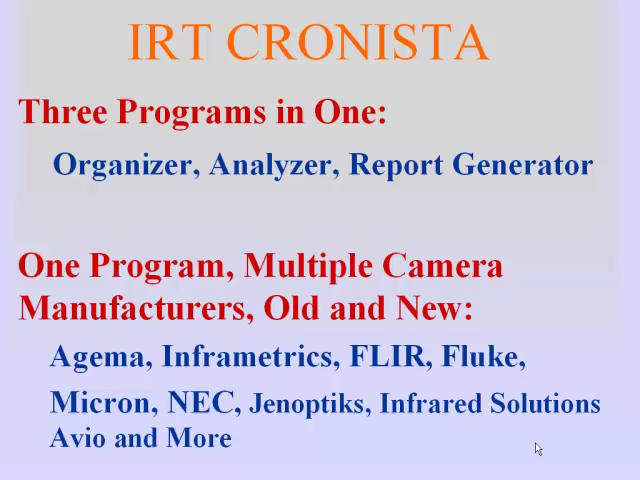 IRT CRONISTA
Three Programs in One:
Organizer, Analyzer, Report Generator
One Program, Multiple Camera
Manufacturers, Old and New:
Agema, Inframetrics, FLIR, Fluke,
Micron, NEC, Jenoptiks, Infrared Solutions
Avio and More